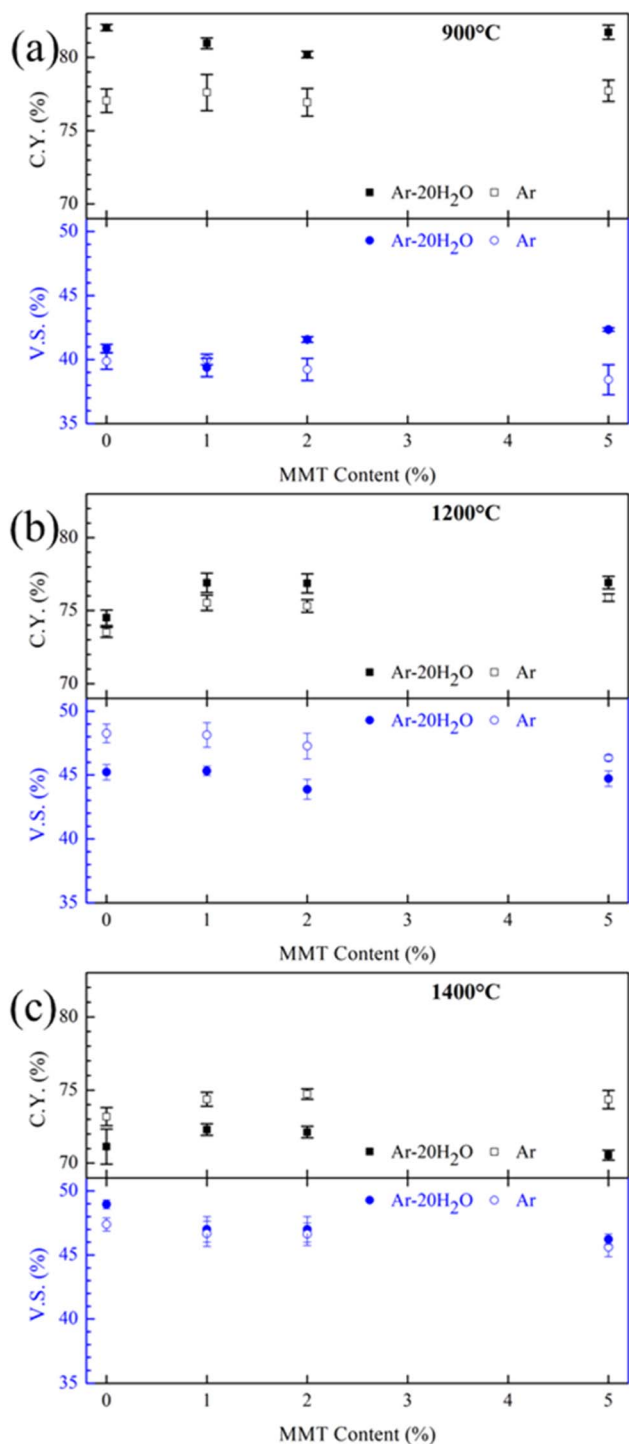 (a)
900°C
C.Y. (%)
80
75
70
■ Ar-20H₂O □ Ar
● Ar-20H₂O ○ Ar
V.S. (%)
50
45
40
35
0 1 2 3 4 5
MMT Content (%)
(b)
1200°C
C.Y. (%)
80
75
70
■ Ar-20H₂O □ Ar
● Ar-20H₂O ○ Ar
V.S. (%)
50
45
40
35
0 1 2 3 4 5
MMT Content (%)
(c)
1400°C
C.Y. (%)
80
75
70
■ Ar-20H₂O □ Ar
● Ar-20H₂O ○ Ar
V.S. (%)
50
45
40
35
0 1 2 3 4 5
MMT Content (%)